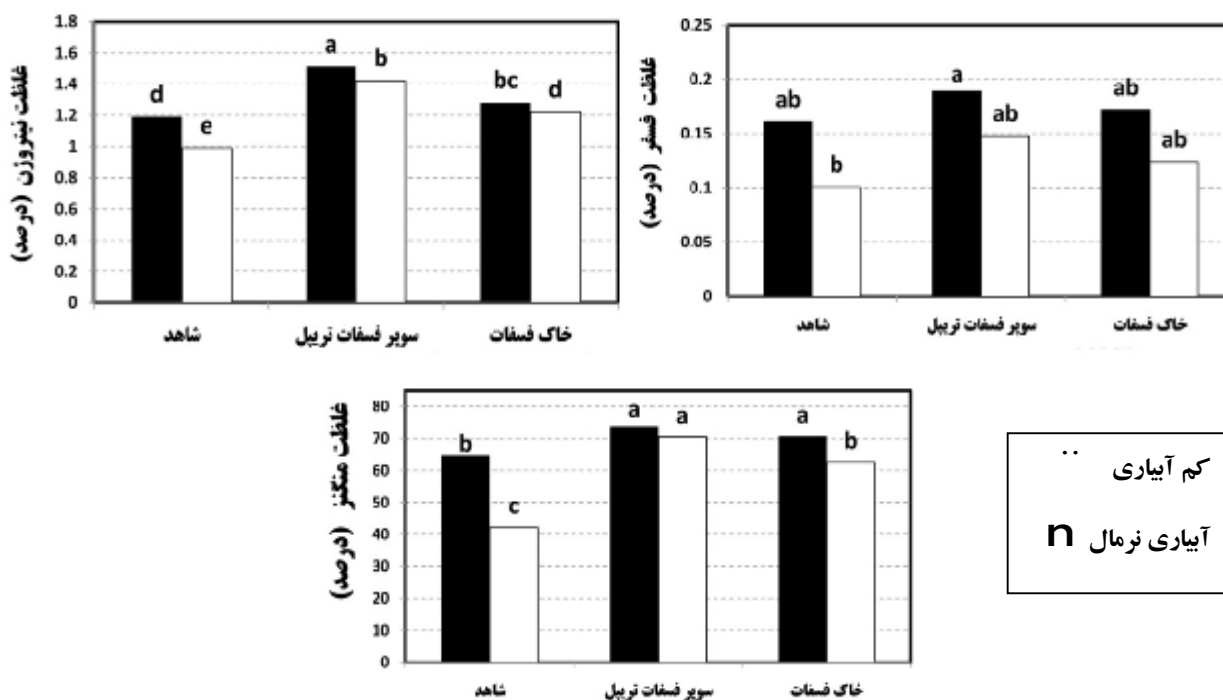 غلظت نیتروژن (درصد)
1.8
1.6
1.4
1.2
1
0.8
0.6
0.4
0.2
0
d
e
a
b
bc
d
شاهد
سوپر فسفات تریپل
خاک فسفات
غلظت فسفر (درصد)
0.25
0.2
0.15
0.1
0.05
0
ab
b
a
ab
ab
ab
شاهد
سوپر فسفات تریپل
خاک فسفات
غلظت منگنز (درصد)
80
70
60
50
40
30
20
10
0
b
c
a
a
a
b
شاهد
سوپر فسفات تریپل
خاک فسفات
کم آبیاری ¨
آبیاری نرمال n